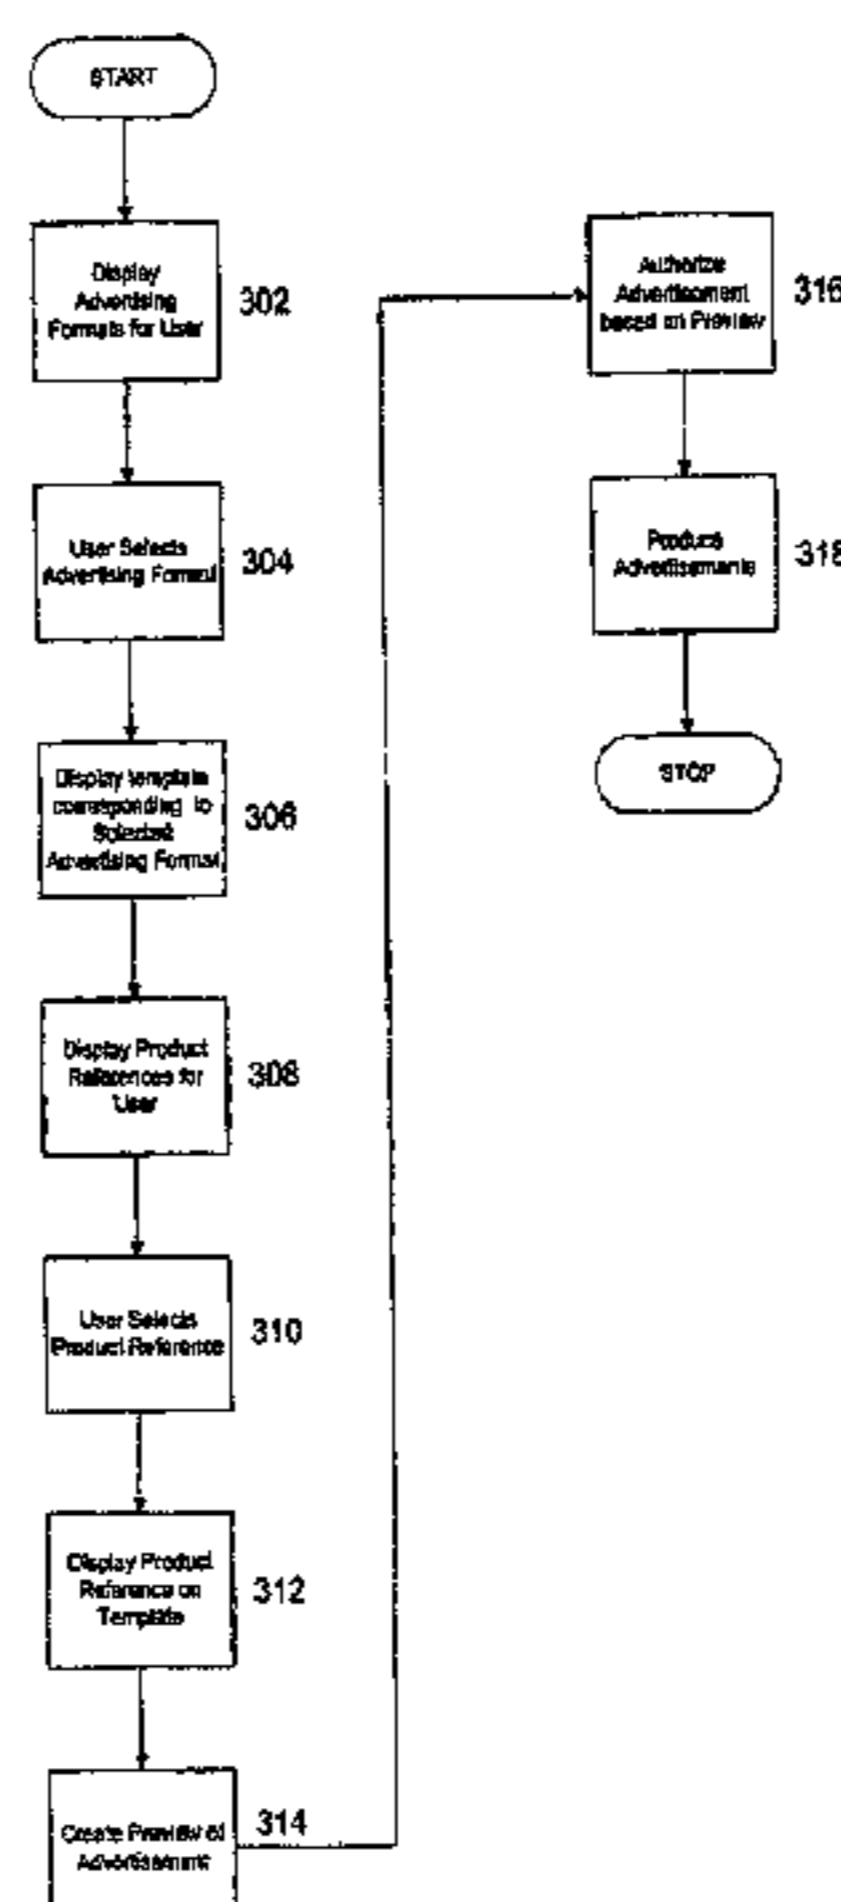 START
Display
Advertising
Formats for User
302
User Selects
Advertising Format
304
Display template
corresponding to
Selected
Advertising Format
306
Display Product
References for
User
308
User Selects
Product Reference
310
Display Product
Reference on
Template
312
Create Preview of
Advertisement
314
Authorize
Advertisement
based on Preview
316
Produce
Advertisements
318
STOP